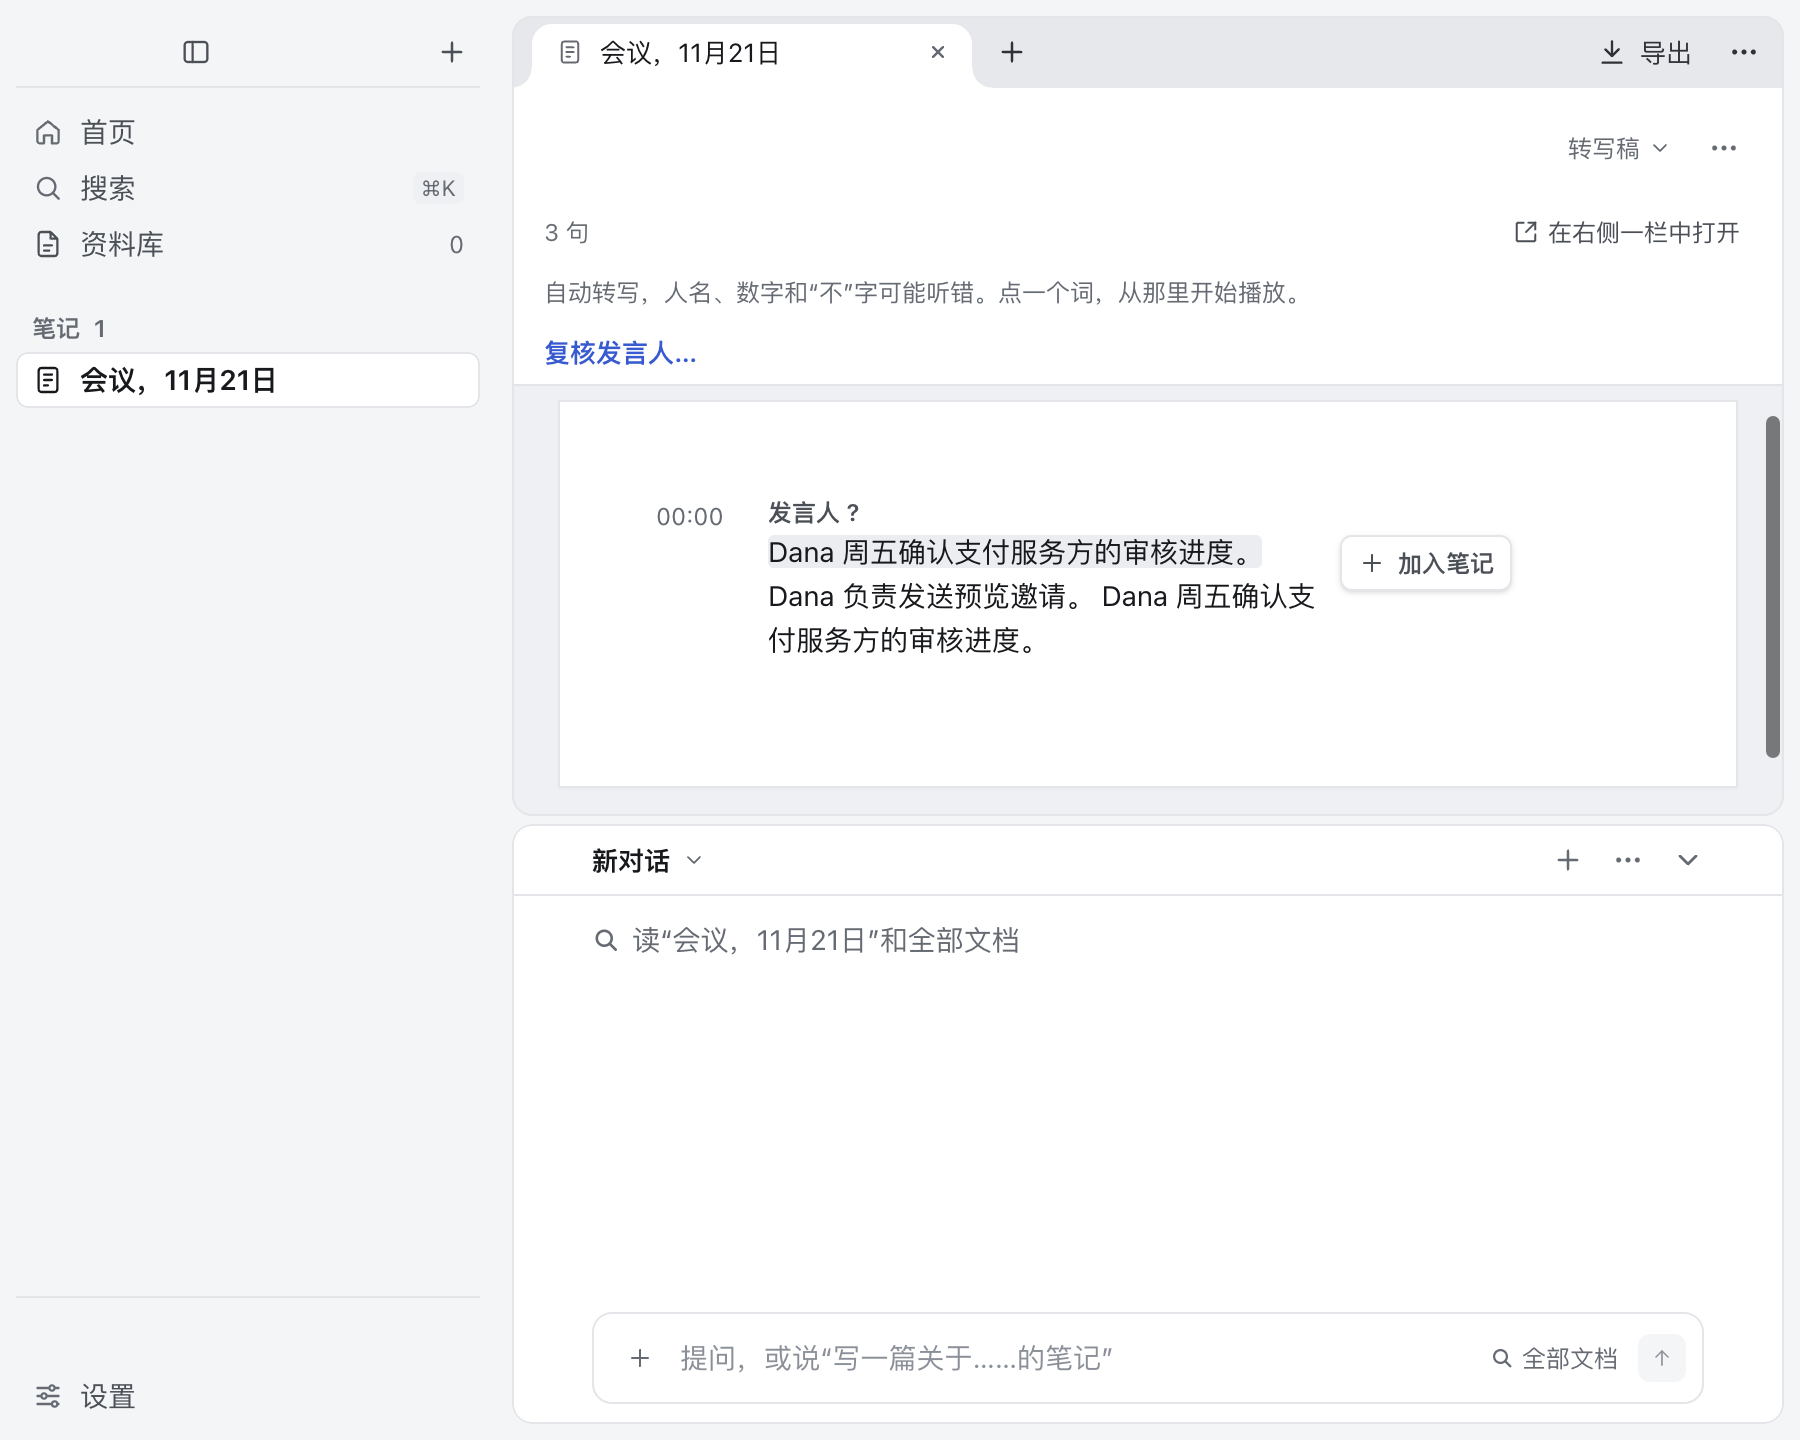 首页
搜索 ⌘K
资料库 0
笔记 1
会议，11月21日
设置
会议，11月21日
导出
转写稿
3 句
在右侧一栏中打开
自动转写，人名、数字和“不”字可能听错。点一个词，从那里开始播放。
复核发言人...
00:00 发言人 ?
Dana 周五确认支付服务方的审核进度。
Dana 负责发送预览邀请。 Dana 周五确认支
付服务方的审核进度。
加入笔记
新对话
读“会议，11月21日”和全部文档
提问，或说“写一篇关于……的笔记”
全部文档